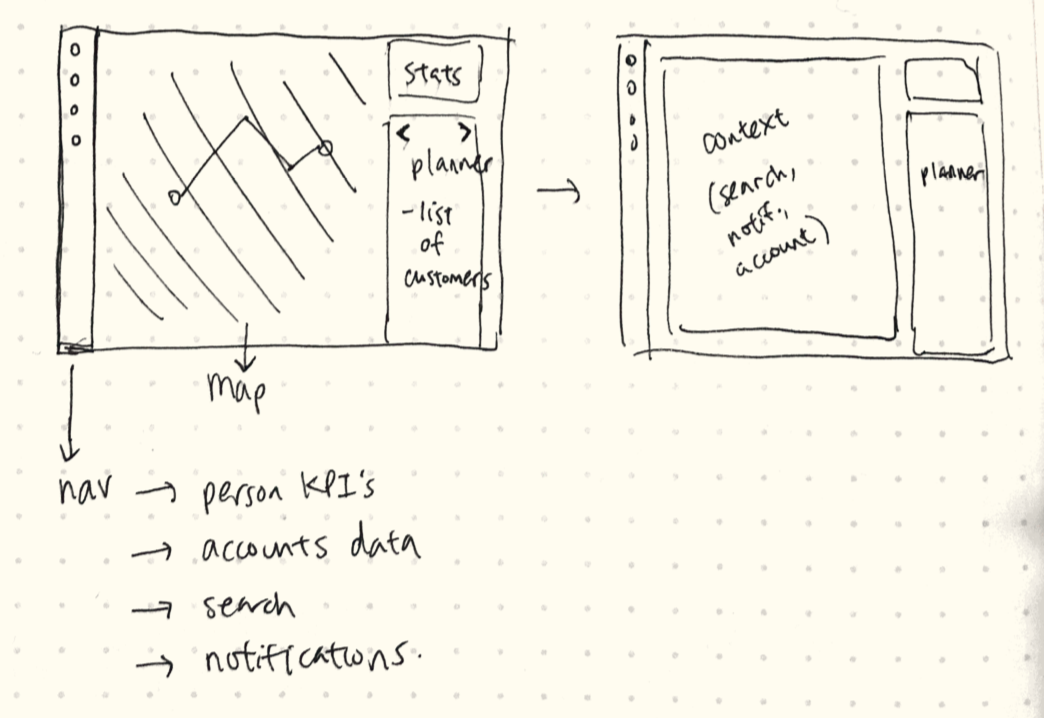 stats
< >
planner
-list
of
customers
→
context
(search,
notif.,
account)
planner
map
nav → person KPI's
→ accounts data
→ search
→ notifications.